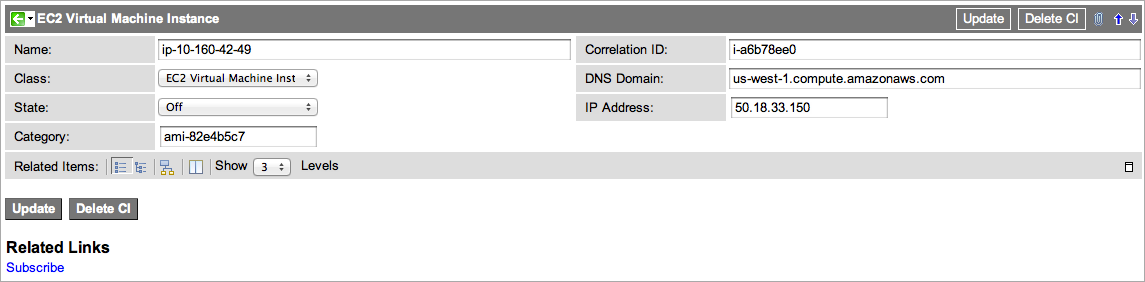 EC2 Virtual Machine Instance Update Delete CI
Name: ip-10-160-42-49 Correlation ID: i-a6b78ee0
Class: EC2 Virtual Machine Inst DNS Domain: us-west-1.compute.amazonaws.com
State: Off IP Address: 50.18.33.150
Category: ami-82e4b5c7
Related Items: Show 3 Levels
Update Delete CI
Related Links
Subscribe